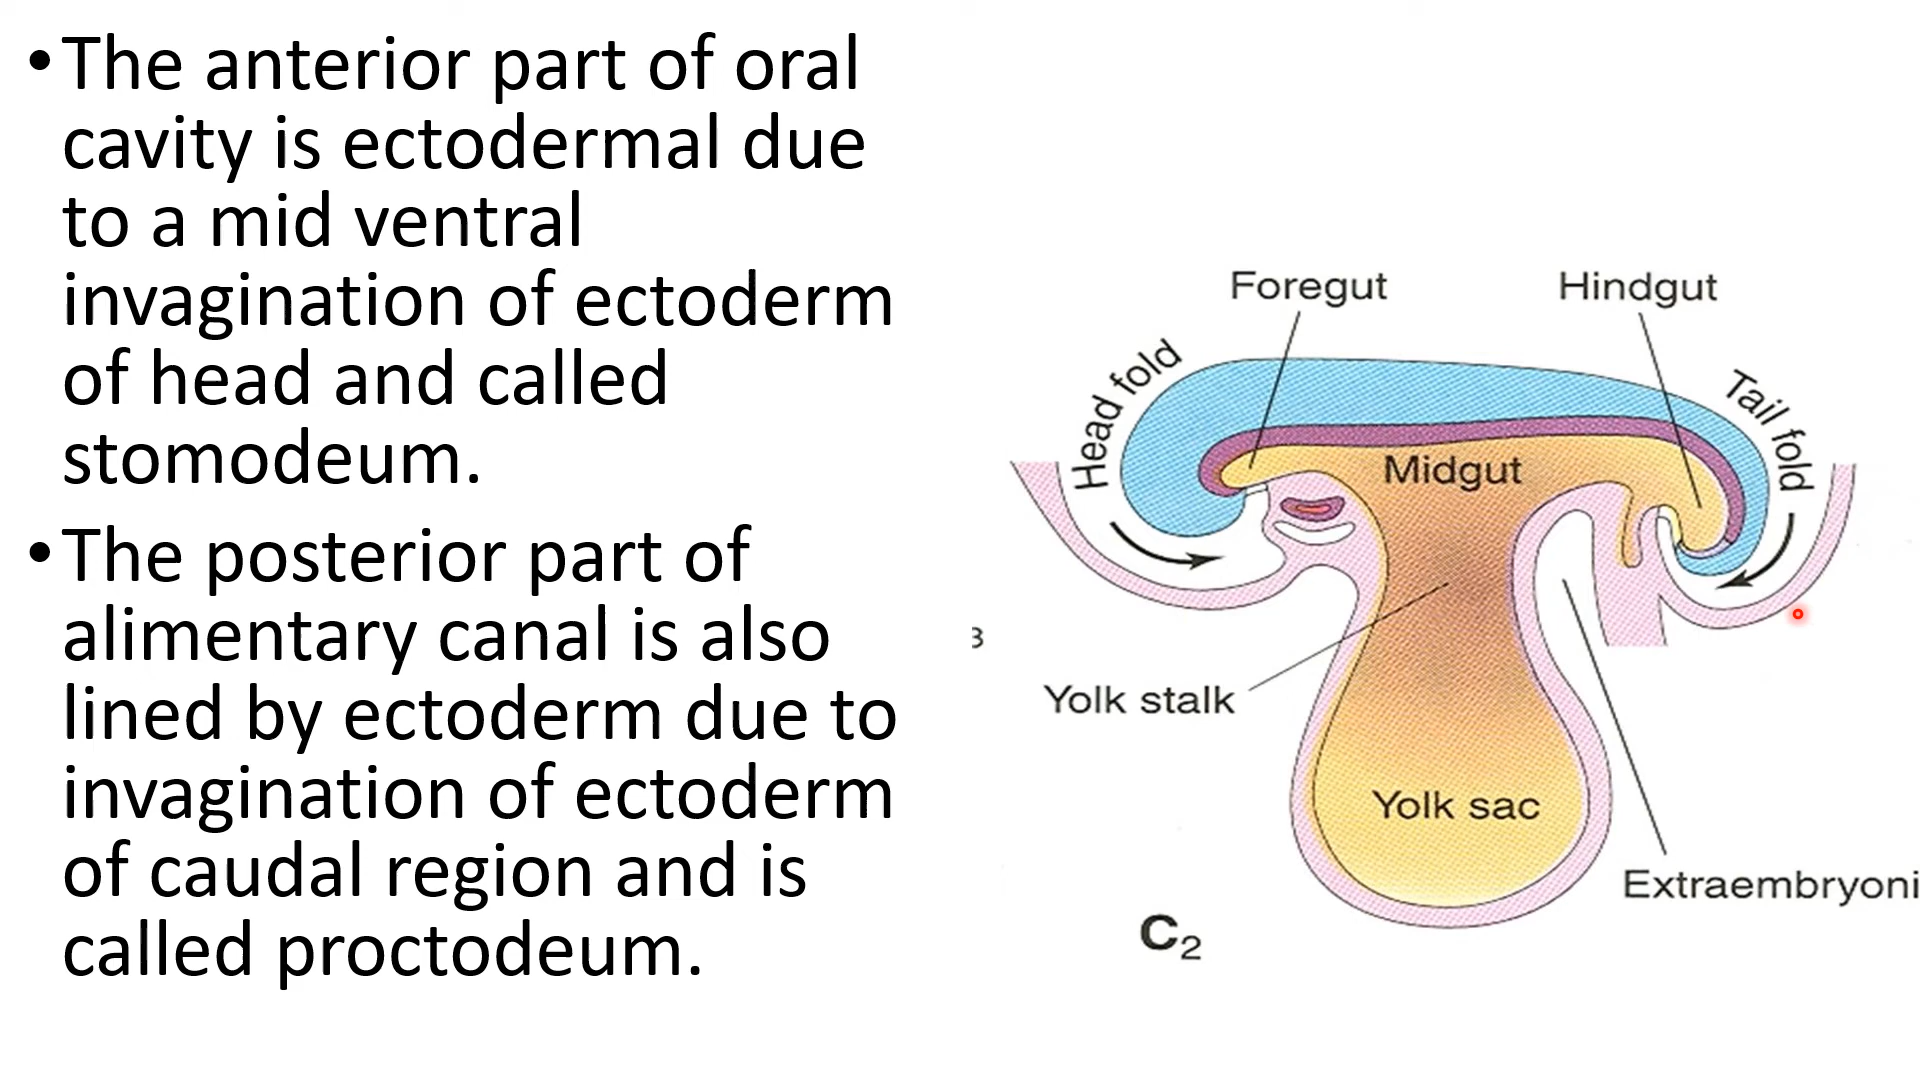 •The anterior part of oral
cavity is ectodermal due
to a mid ventral
invagination of ectoderm
of head and called
stomodeum.
•The posterior part of
alimentary canal is also
lined by ectoderm due to
invagination of ectoderm
of caudal region and is
called proctodeum.
Foregut
Hindgut
Head fold
Tail fold
Midgut
Yolk stalk
Yolk sac
Extraembryoni
C2